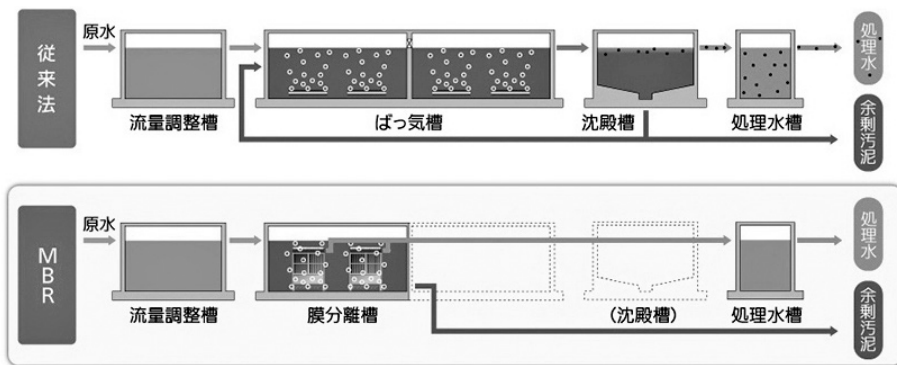 従来法
原水
流量調整槽
ばっ気槽
沈殿槽
処理水槽
処理水
余剰汚泥
MBR
原水
流量調整槽
膜分離槽
(沈殿槽)
処理水槽
処理水
余剰汚泥